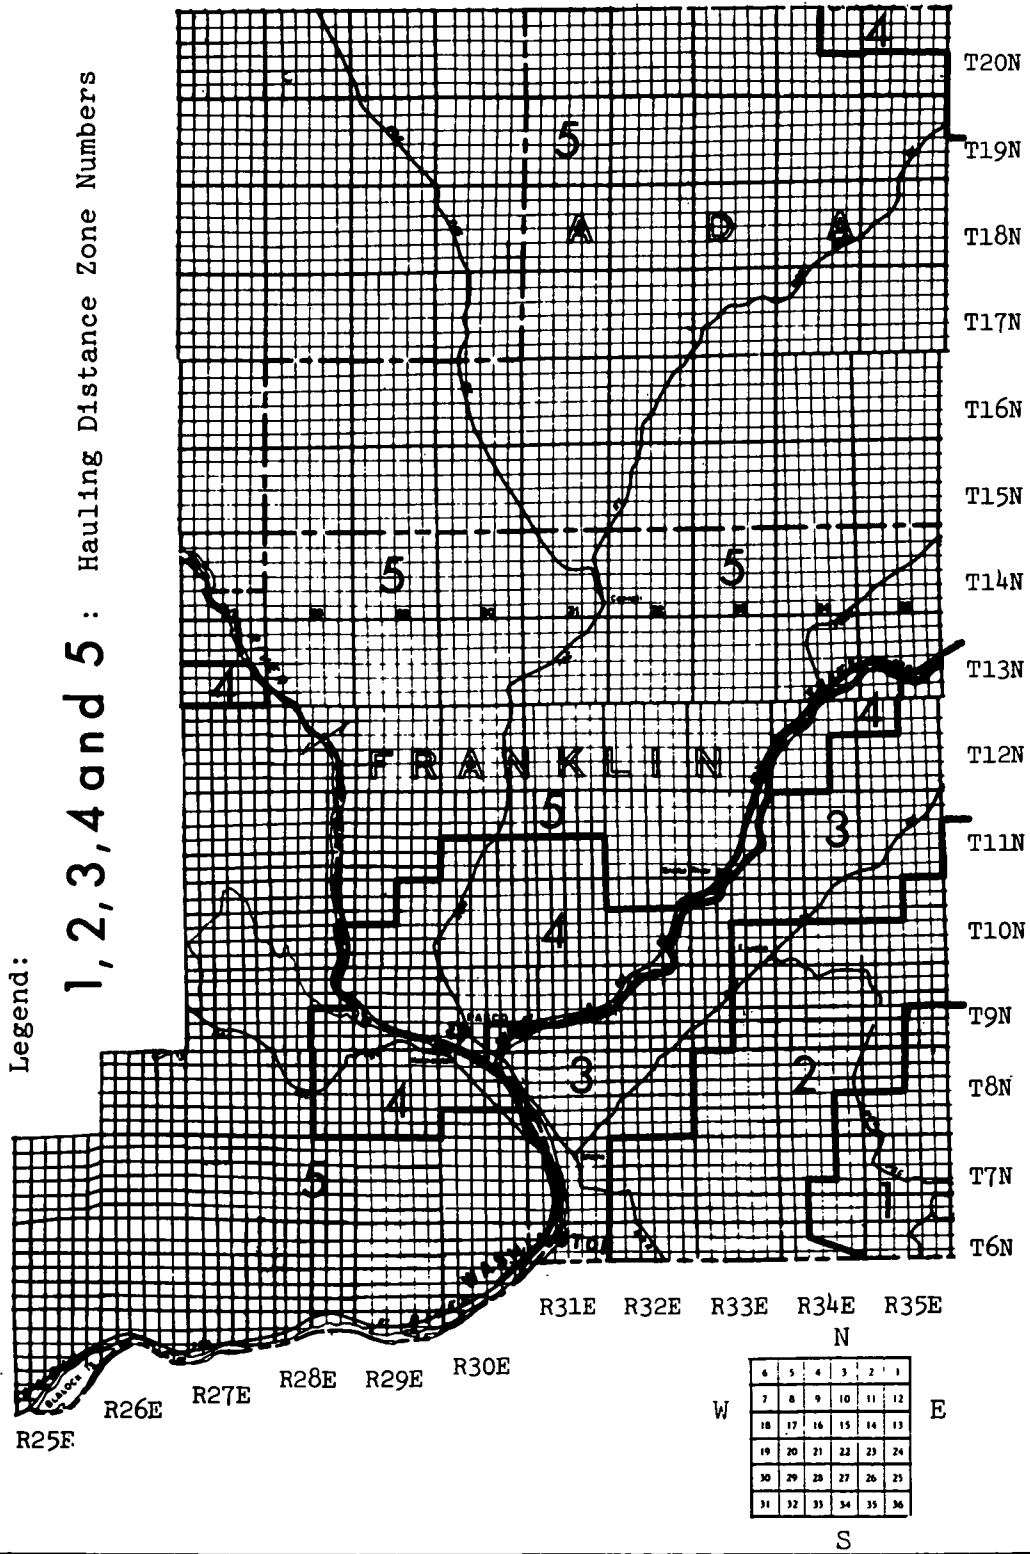 Legend:
1, 2, 3, 4 and 5 : Hauling Distance Zone Numbers
4
T20N
5
T19N
A D A
T18N
T17N
T16N
T15N
5
5
T14N
4
T13N
4
FRANKLIN
T12N
5
3
T11N
4
T10N
T9N
3
2
4
T8N
5
1
T7N
T6N
R31E R32E R33E R34E R35E
R30E
R29E
R28E
R27E
R26E
BLALOCK
R25E
N
W
E
S
6 5 4 3 2 1
7 8 9 10 11 12
18 17 16 15 14 13
19 20 21 22 23 24
30 29 28 27 26 25
31 32 33 34 35 36